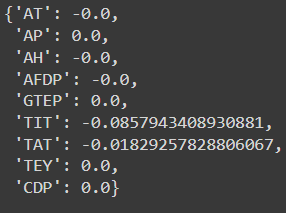 {'AT': -0.0,
 'AP': 0.0,
 'AH': -0.0,
 'AFDP': -0.0,
 'GTEP': 0.0,
 'TIT': -0.0857943408930881,
 'TAT': -0.01829257828806067,
 'TEY': 0.0,
 'CDP': 0.0}